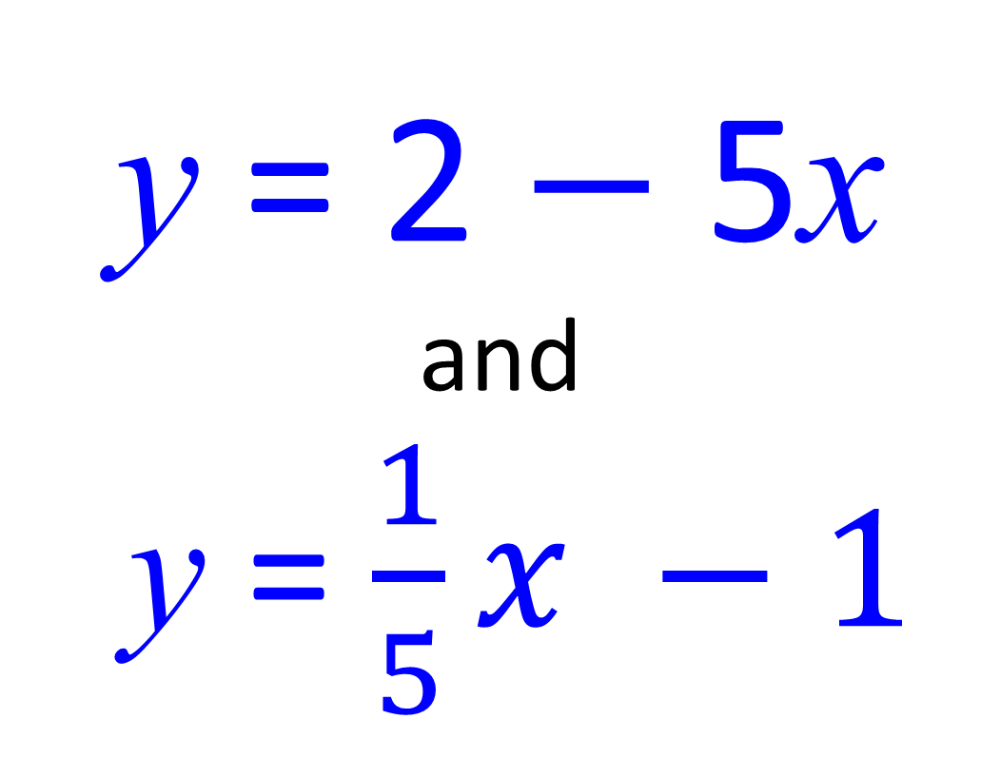 y = 2 − 5x
and
y = 1/5 x − 1